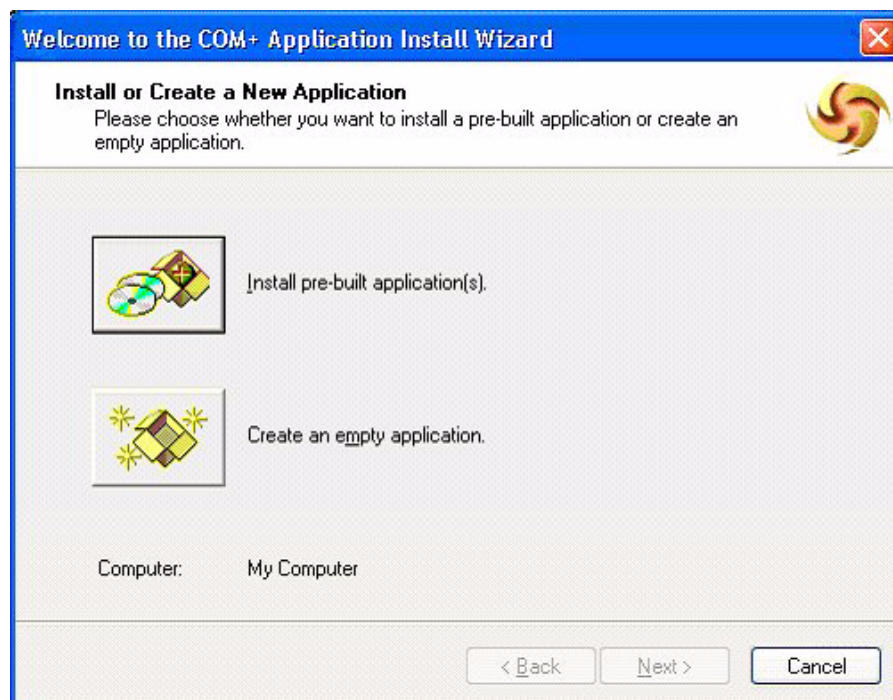 Welcome to the COM+ Application Install Wizard
Install or Create a New Application
Please choose whether you want to install a pre-built application or create an
empty application.
Install pre-built application(s).
Create an empty application.
Computer: My Computer
< Back Next > Cancel